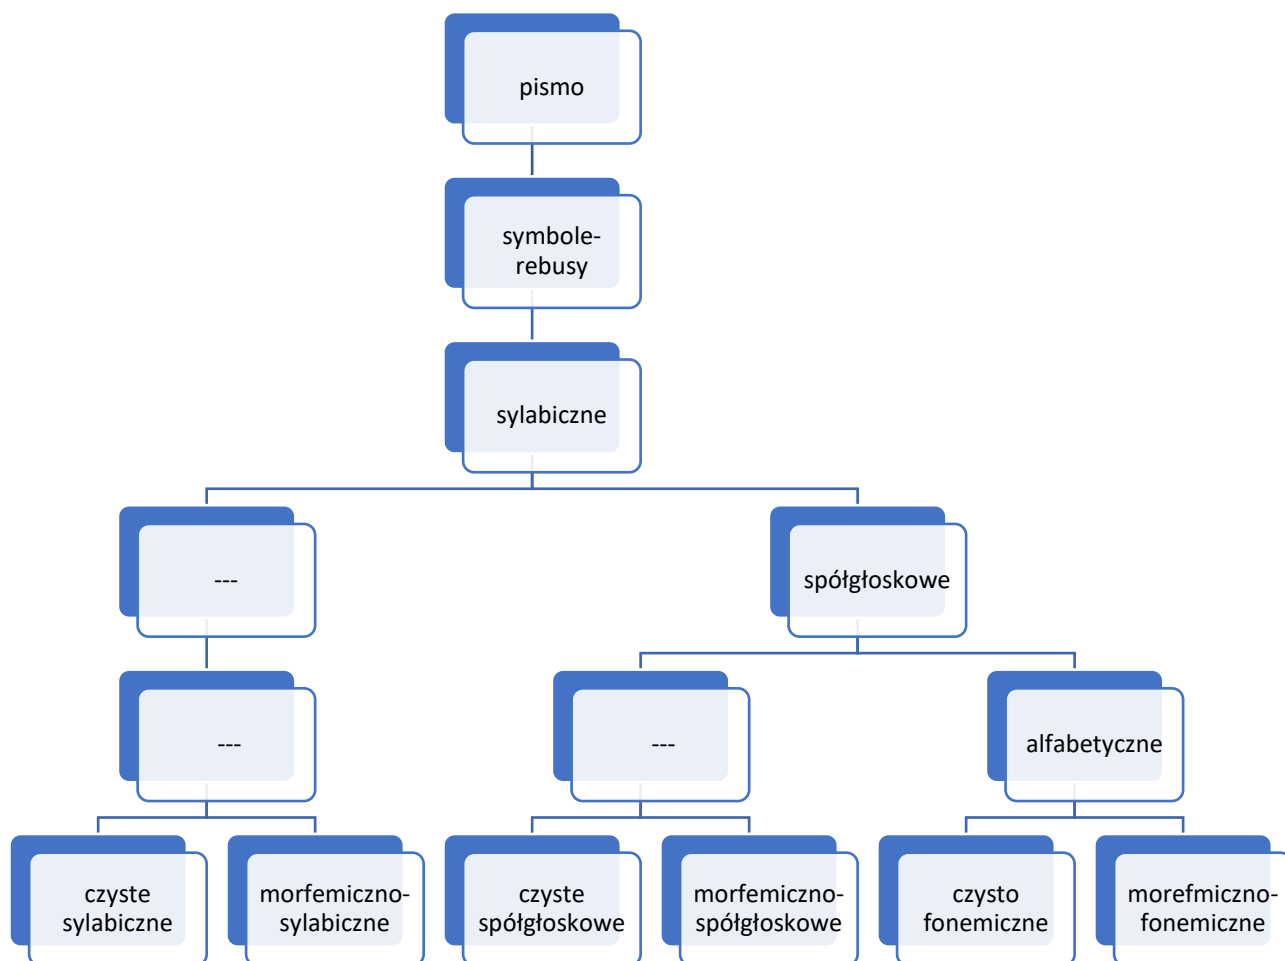 pismo
symbole-
rebusy
sylabiczne
---
spółgłoskowe
---
---
alfabetyczne
czyste
sylabiczne
morfemiczno-
sylabiczne
czyste
spółgłoskowe
morfemiczno-
spółgłoskowe
czysto
fonemiczne
morefmiczno-
fonemiczne